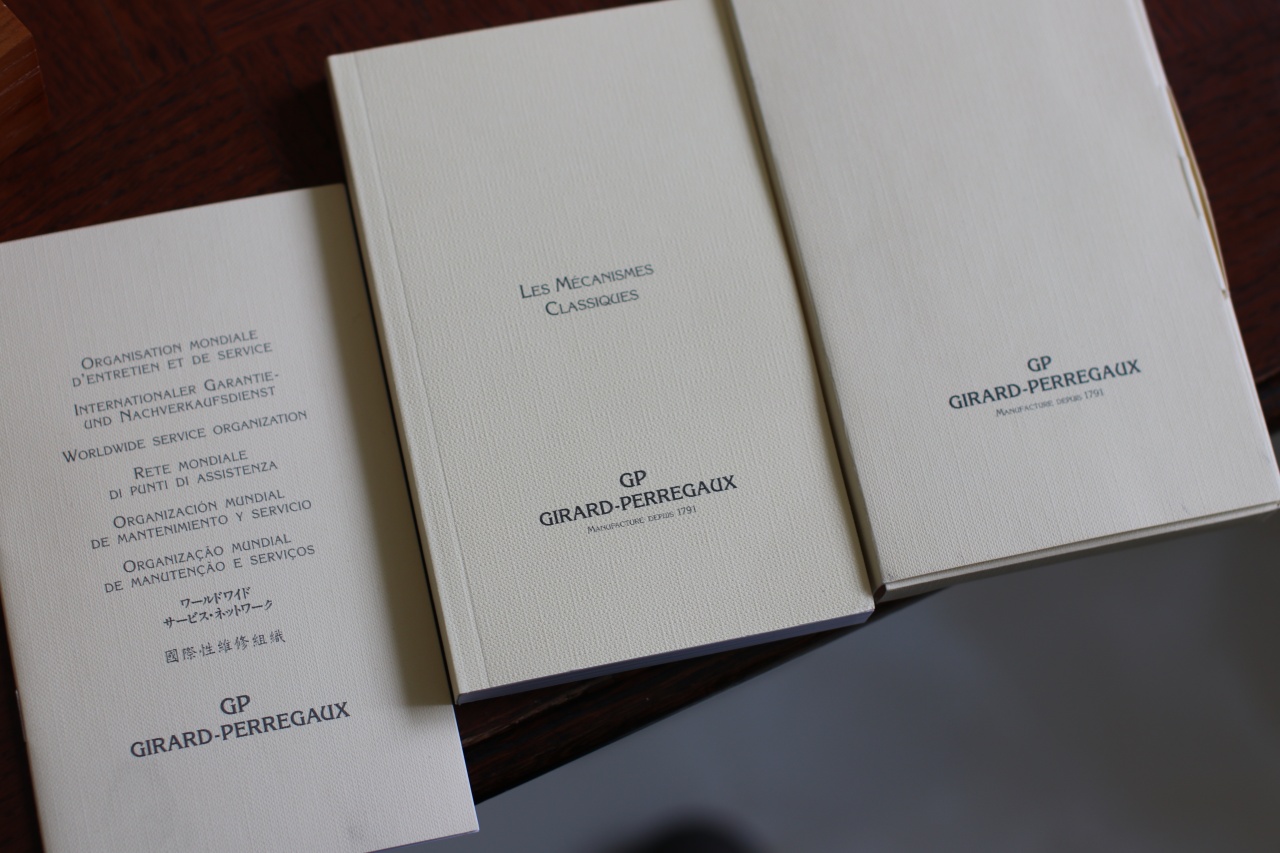 ORGANISATION MONDIALE
D'ENTRETIEN ET DE SERVICE
INTERNATIONALER GARANTIE-
UND NACHVERKAUFSDIENST
WORLDWIDE SERVICE ORGANIZATION
RETE MONDIALE
DI PUNTI DI ASSISTENZA
ORGANIZACIÓN MUNDIAL
DE MANTENIMIENTO Y SERVICIO
ORGANIZAÇÃO MUNDIAL
DE MANUTENÇÃO E SERVIÇOS
ワールドワイド
サービス・ネットワーク
國際性維修組織
GP
GIRARD-PERREGAUX
LES MÉCANISMES
CLASSIQUES
GP
GIRARD-PERREGAUX
MANUFACTURE DEPUIS 1791
GP
GIRARD-PERREGAUX
MANUFACTURE DEPUIS 1791